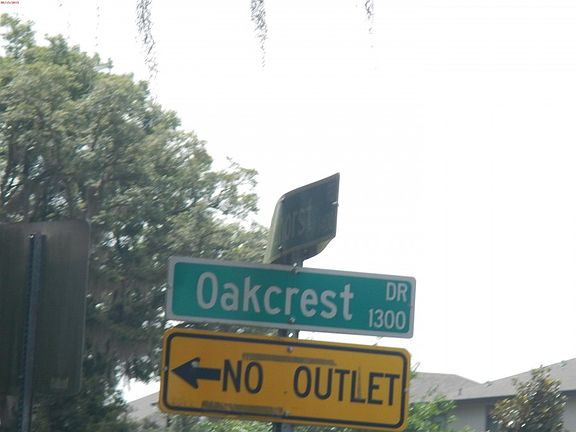 Oakcrest DR
1300
NO OUTLET